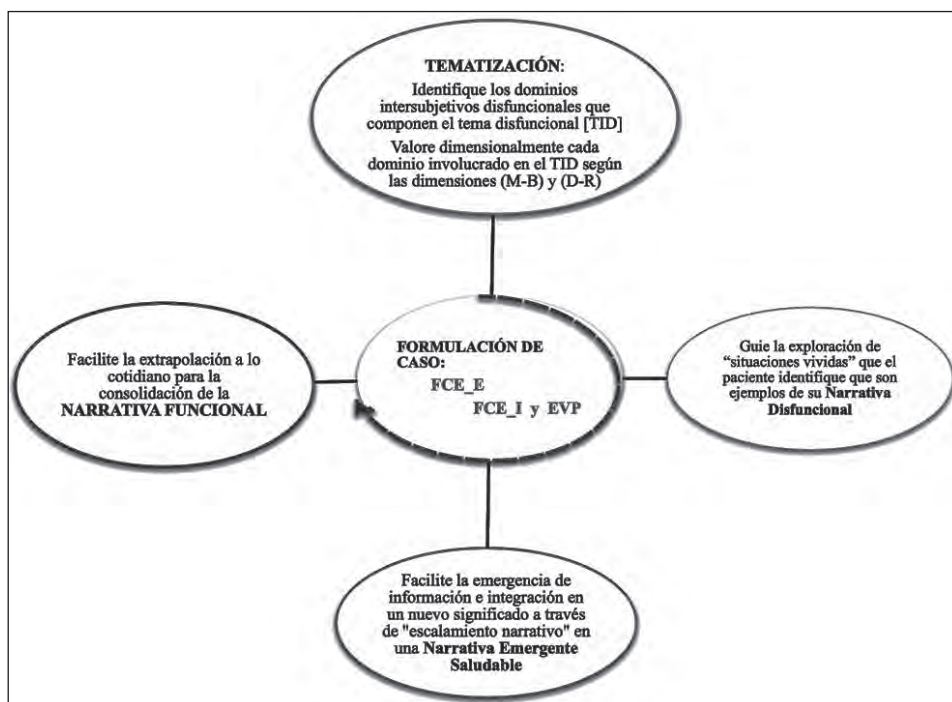 TEMATIZACIÓN:
Identifique los dominios
intersubjetivos disfuncionales que
componen el tema disfuncional [TID]
Valore dimensionalmente cada
dominio involucrado en el TID según
las dimensiones (M-B) y (D-R)
Facilite la extrapolación a lo
cotidiano para la
consolidación de la
NARRATIVA FUNCIONAL
FORMULACIÓN DE
CASO:
FCE_E
FCE_I y EVP
Guie la exploración de
“situaciones vividas” que el
paciente identifique que son
ejemplos de su Narrativa
Disfuncional
Facilite la emergencia de
información e integración en
un nuevo significado a través
de "escalamiento narrativo" en
una Narrativa Emergente
Saludable